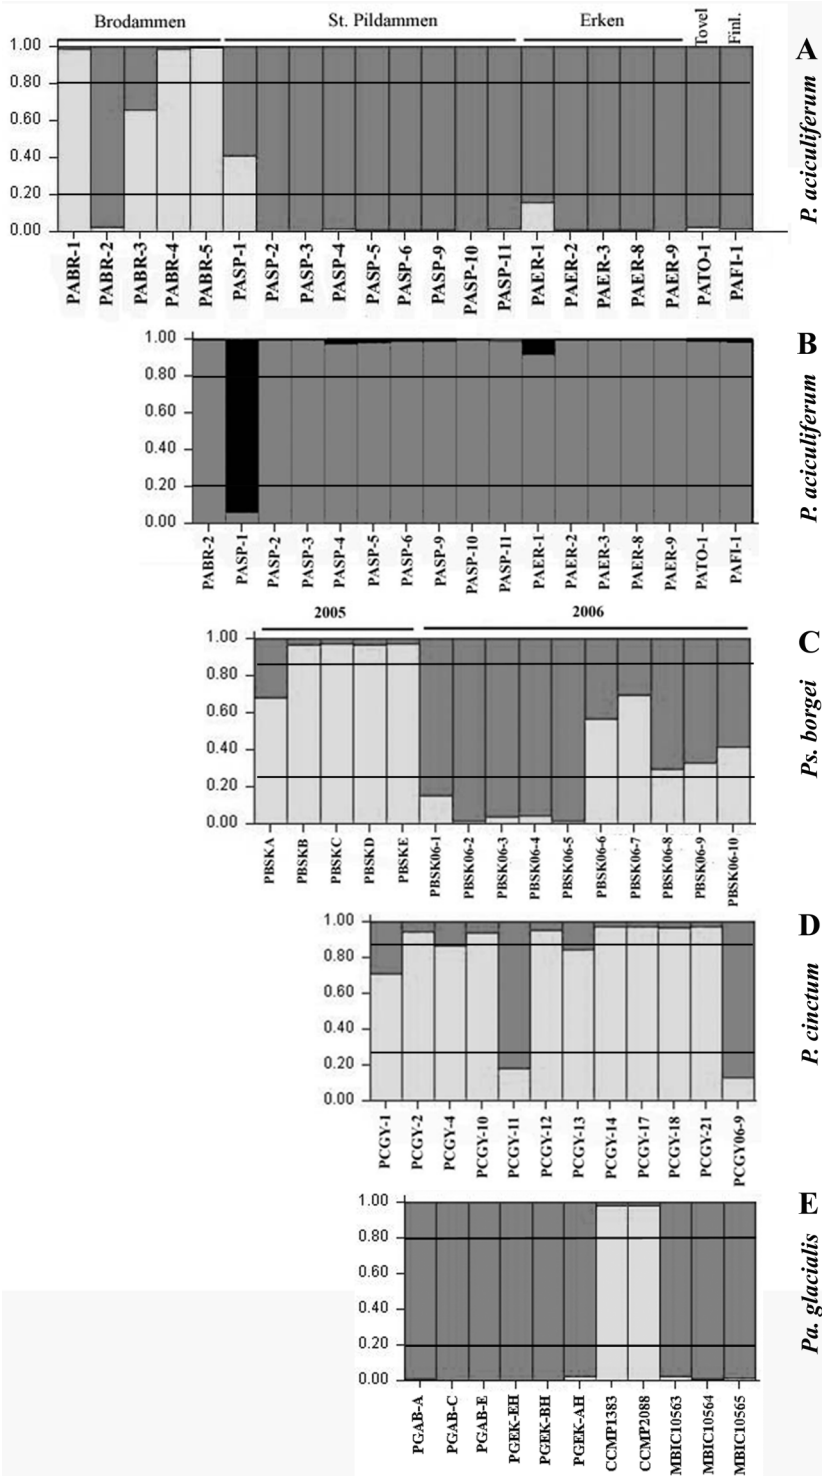 Brodammen St. Pildammen Erken Tovel Finl.
A
P. aciculiferum
1.00
0.80
0.60
0.40
0.20
0.00
PABR-1 PABR-2 PABR-3 PABR-4 PABR-5 PASP-1 PASP-2 PASP-3 PASP-4 PASP-5 PASP-6 PASP-9 PASP-10 PASP-11 PAER-1 PAER-2 PAER-3 PAER-8 PAER-9 PATO-1 PAFI-1
B
P. aciculiferum
1.00
0.80
0.60
0.40
0.20
0.00
PABR-2 PASP-1 PASP-2 PASP-3 PASP-4 PASP-5 PASP-6 PASP-9 PASP-10 PASP-11 PAER-1 PAER-2 PAER-3 PAER-8 PAER-9 PATO-1 PAFI-1
2005 2006
C
Ps. borgei
1.00
0.80
0.60
0.40
0.20
0.00
PBSKA PBSKB PBSKC PBSKD PBSKE PBSK06-1 PBSK06-2 PBSK06-3 PBSK06-4 PBSK06-5 PBSK06-6 PBSK06-7 PBSK06-8 PBSK06-9 PBSK06-10
D
P. cinctum
1.00
0.80
0.60
0.40
0.20
0.00
PCGY-1 PCGY-2 PCGY-4 PCGY-10 PCGY-11 PCGY-12 PCGY-13 PCGY-14 PCGY-17 PCGY-18 PCGY-21 PCGY06-9
E
Pa. glacialis
1.00
0.80
0.60
0.40
0.20
0.00
PGAB-A PGAB-C PGAB-E PGEK-EH PGEK-BH PGEK-AH CCMP1383 CCMP2088 MBIC10563 MBIC10564 MBIC10565